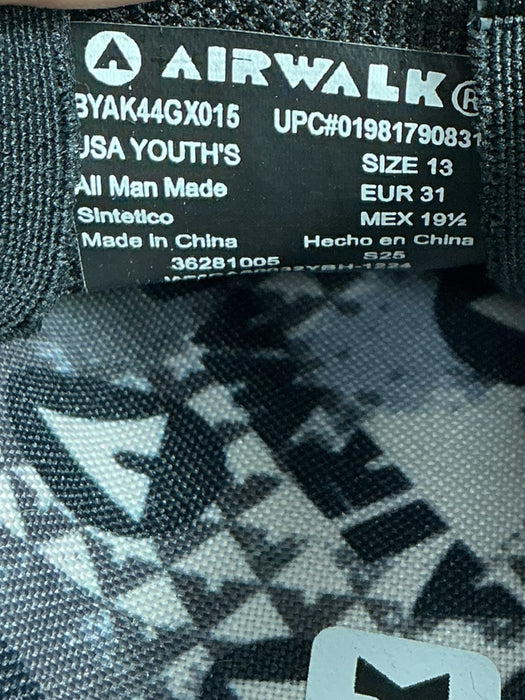 AIRWALK®
BYAK44GX015 UPC#01981790831
USA YOUTH'S SIZE 13
All Man Made EUR 31
Sintetico MEX 19½
Made in China Hecho en China
36281005 S25